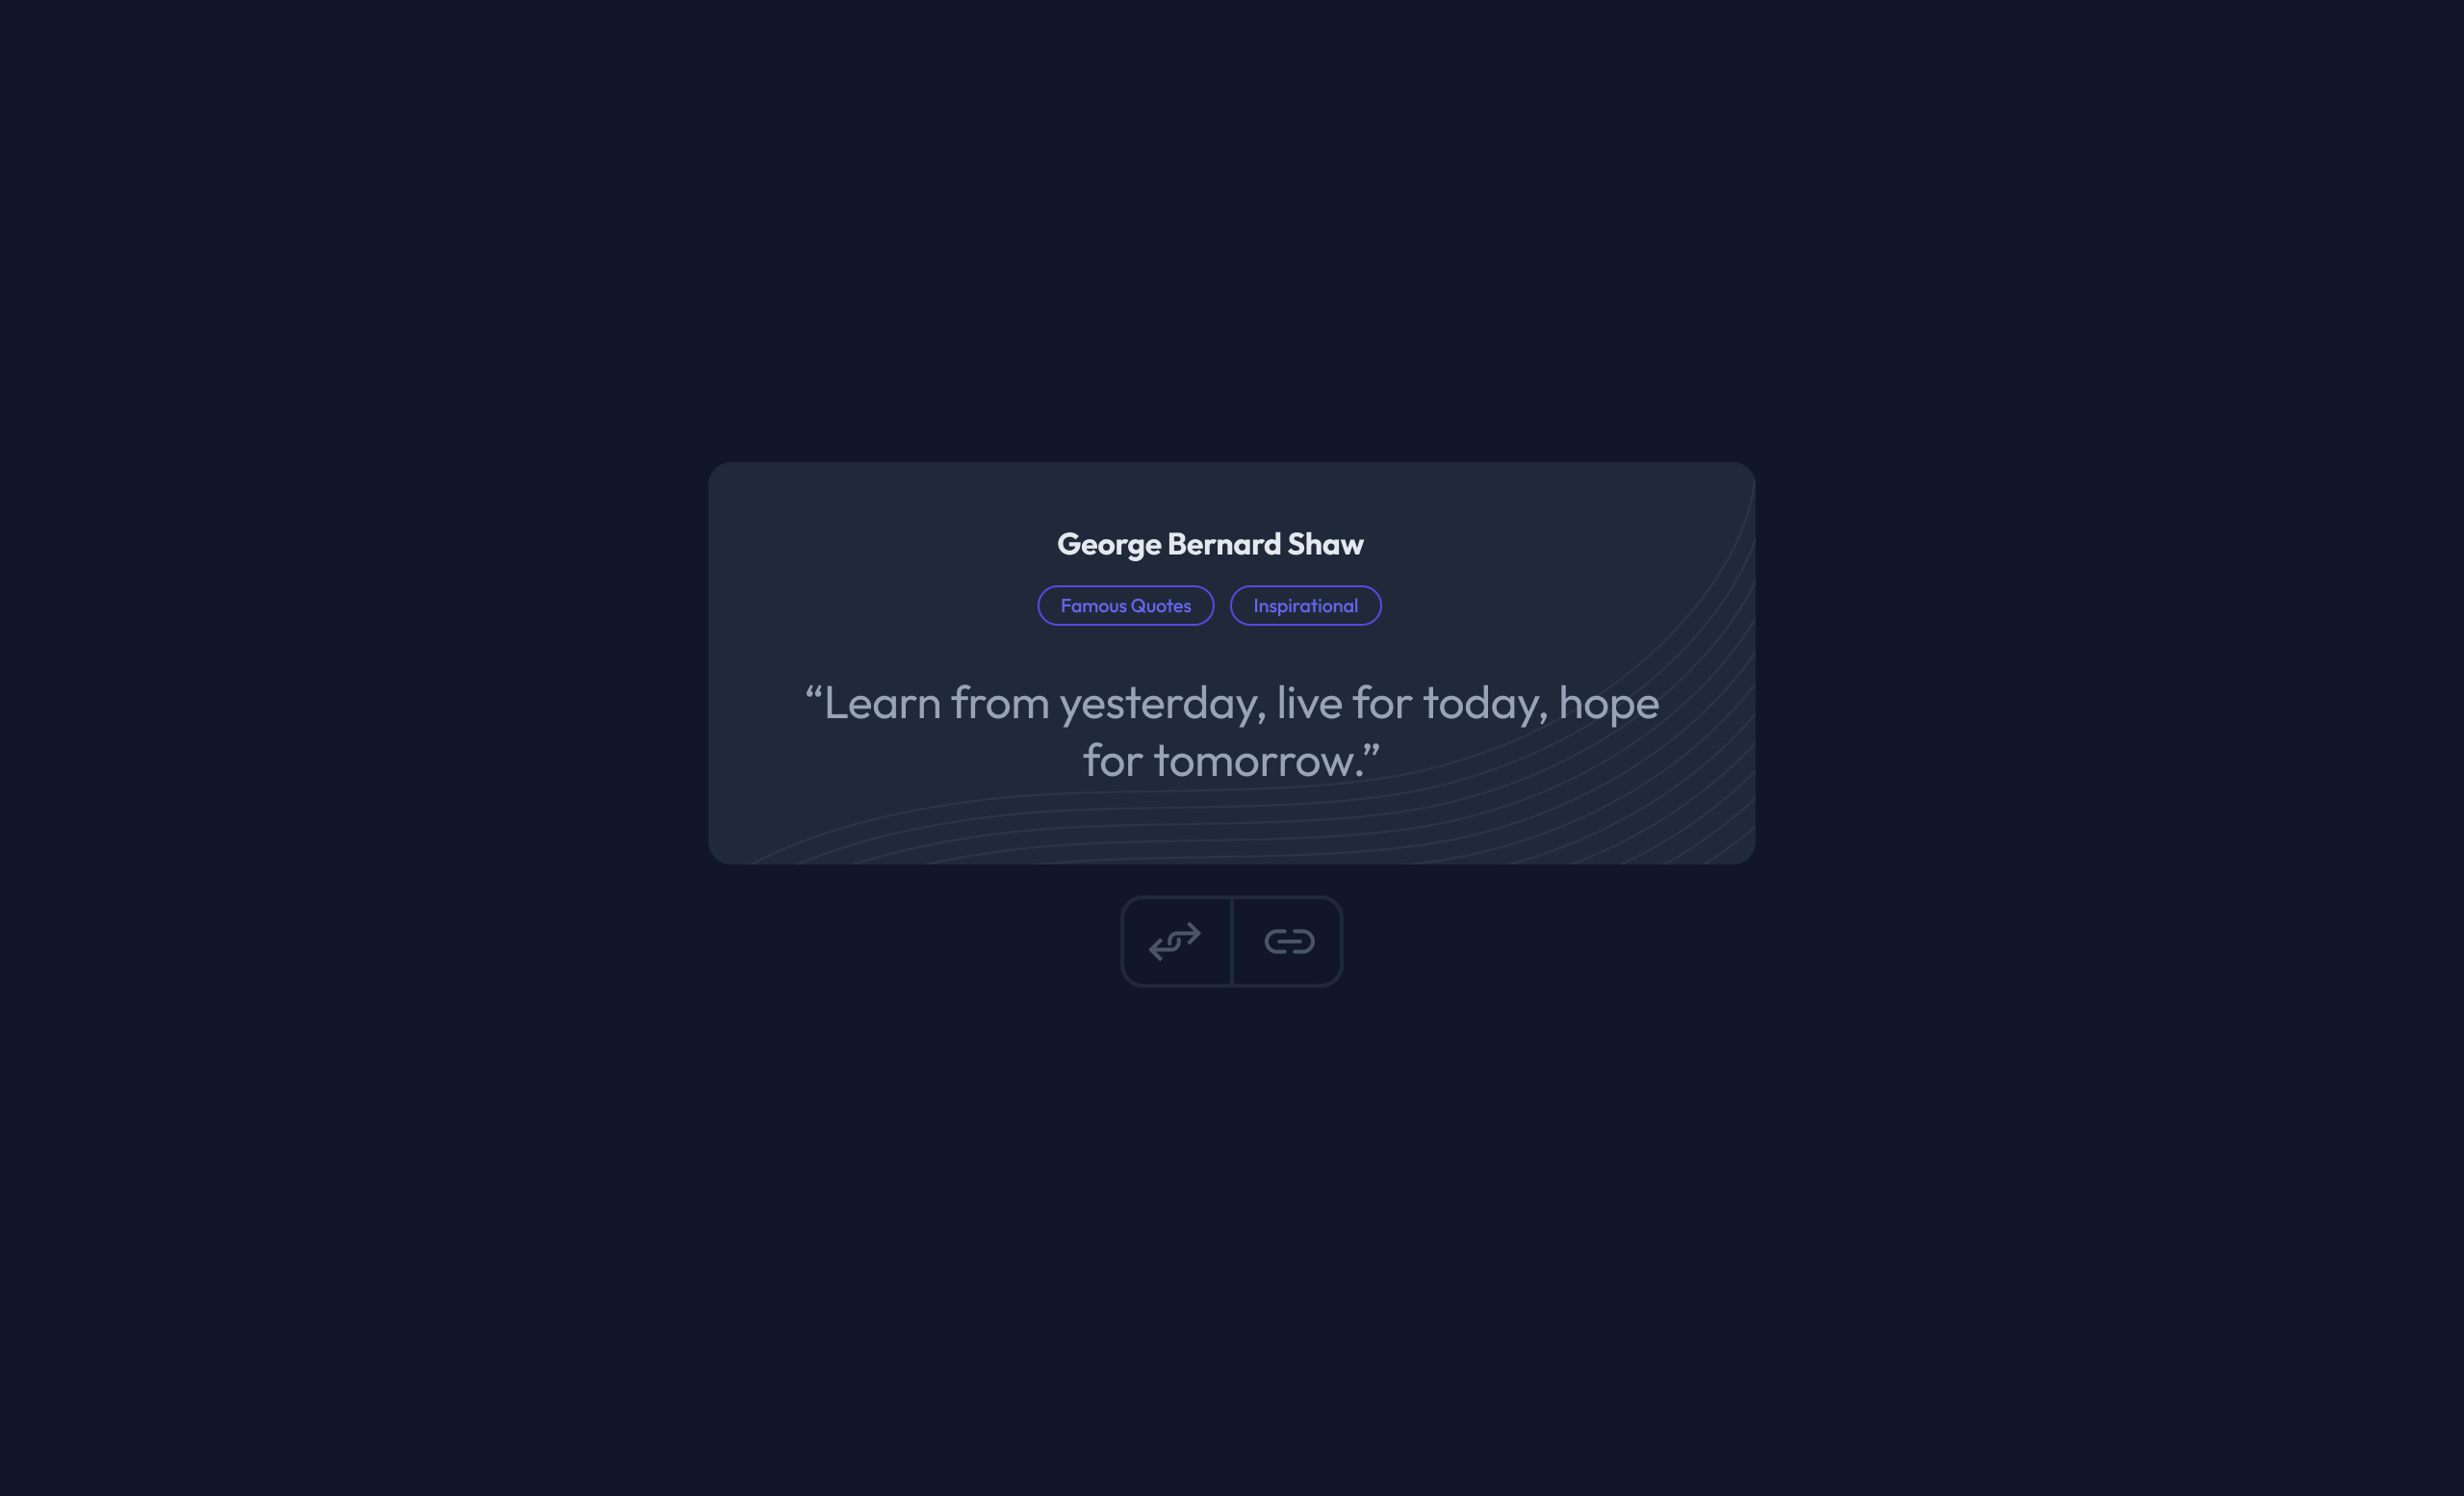 George Bernard Shaw
Famous Quotes Inspirational
“Learn from yesterday, live for today, hope
for tomorrow.”